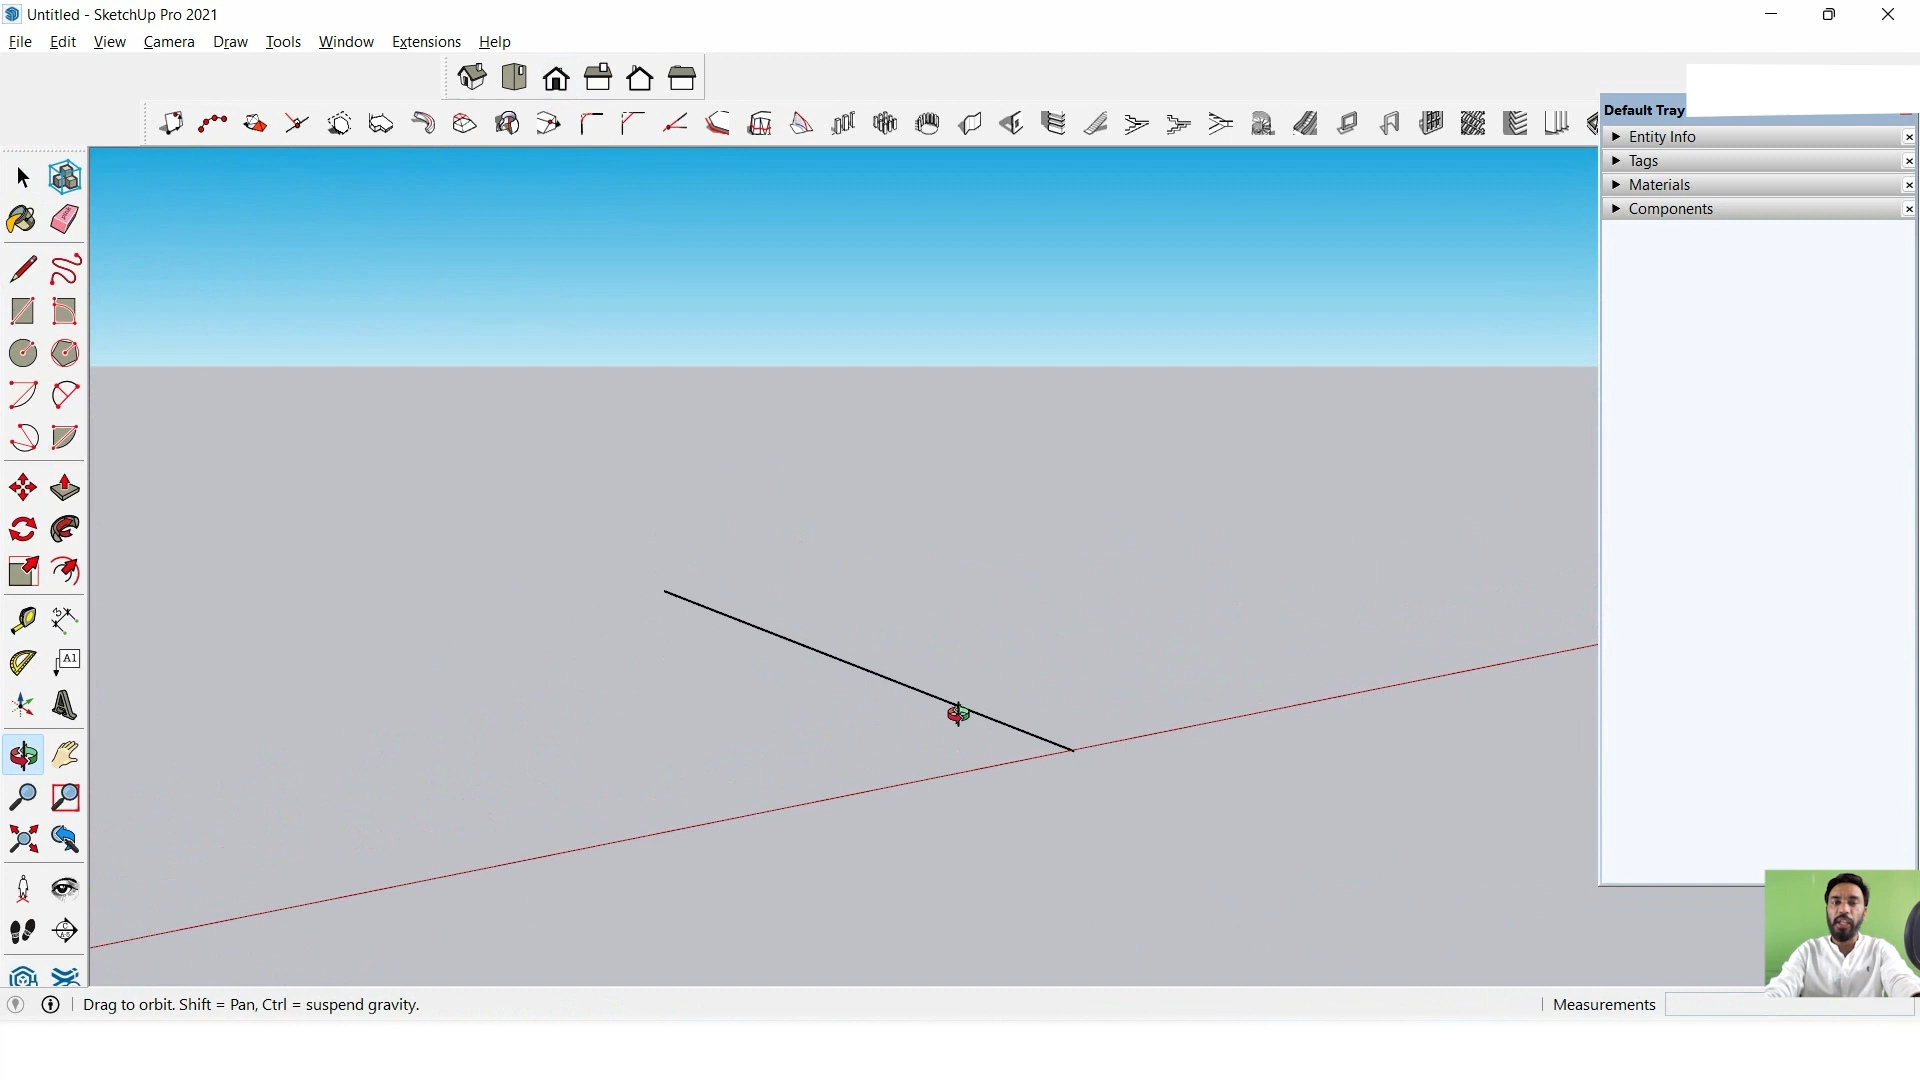 Untitled - SketchUp Pro 2021
File Edit View Camera Draw Tools Window Extensions Help
Default Tray
Entity Info
Tags
Materials
Components
A1
Drag to orbit. Shift = Pan, Ctrl = suspend gravity.
Measurements